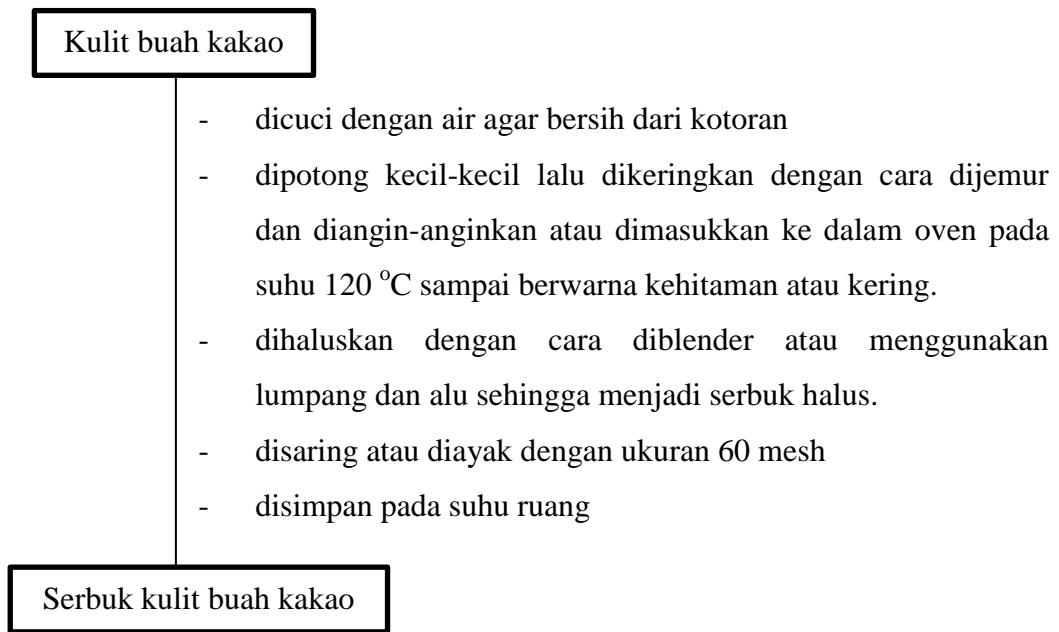 Kulit buah kakao
- dicuci dengan air agar bersih dari kotoran
- dipotong kecil-kecil lalu dikeringkan dengan cara dijemur
dan diangin-anginkan atau dimasukkan ke dalam oven pada
suhu 120 °C sampai berwarna kehitaman atau kering.
- dihaluskan dengan cara diblender atau menggunakan
lumpang dan alu sehingga menjadi serbuk halus.
- disaring atau diayak dengan ukuran 60 mesh
- disimpan pada suhu ruang
Serbuk kulit buah kakao